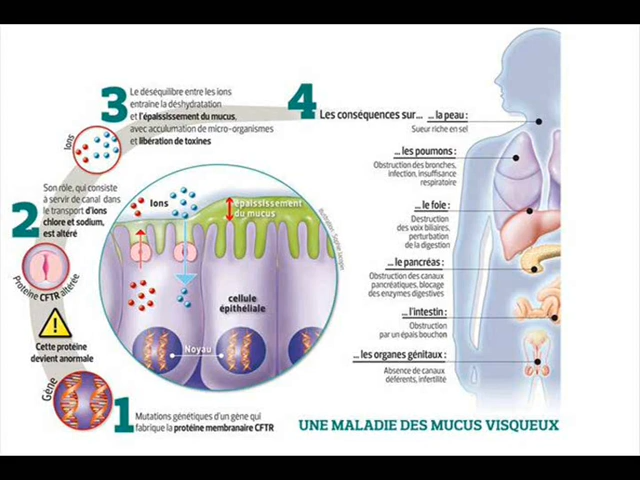 3
Le déséquilibre entre les ions
entraîne la déshydratation
et l'épaississement du mucus,
avec acculumation de micro-organismes
et libération de toxines
Ions
2
Son rôle, qui consiste
à servir de canal dans
le transport d'ions
chlore et sodium,
est altéré
Protéine CFTR altérée
Cette protéine
devient anormale
Gène
1
Mutations génétiques d'un gène qui
fabrique la protéine membranaire CFTR
Ions
épaississement
du mucus
cellule
épithéliale
Noyau
Illustration : Sophie Jacopin
4
Les conséquences sur...
... la peau :
Sueur riche en sel
... les poumons :
Obstruction des bronches,
infection, insuffisance
respiratoire
... le foie :
Destruction
des voix biliaires,
perturbation
de la digestion
... le pancréas :
Obstruction des canaux
pancréatiques, blocage
des enzymes digestives
... l'intestin :
Obstruction
par un épais bouchon
... les organes génitaux :
Absence de canaux
déférents, infertilité
UNE MALADIE DES MUCUS VISQUEUX